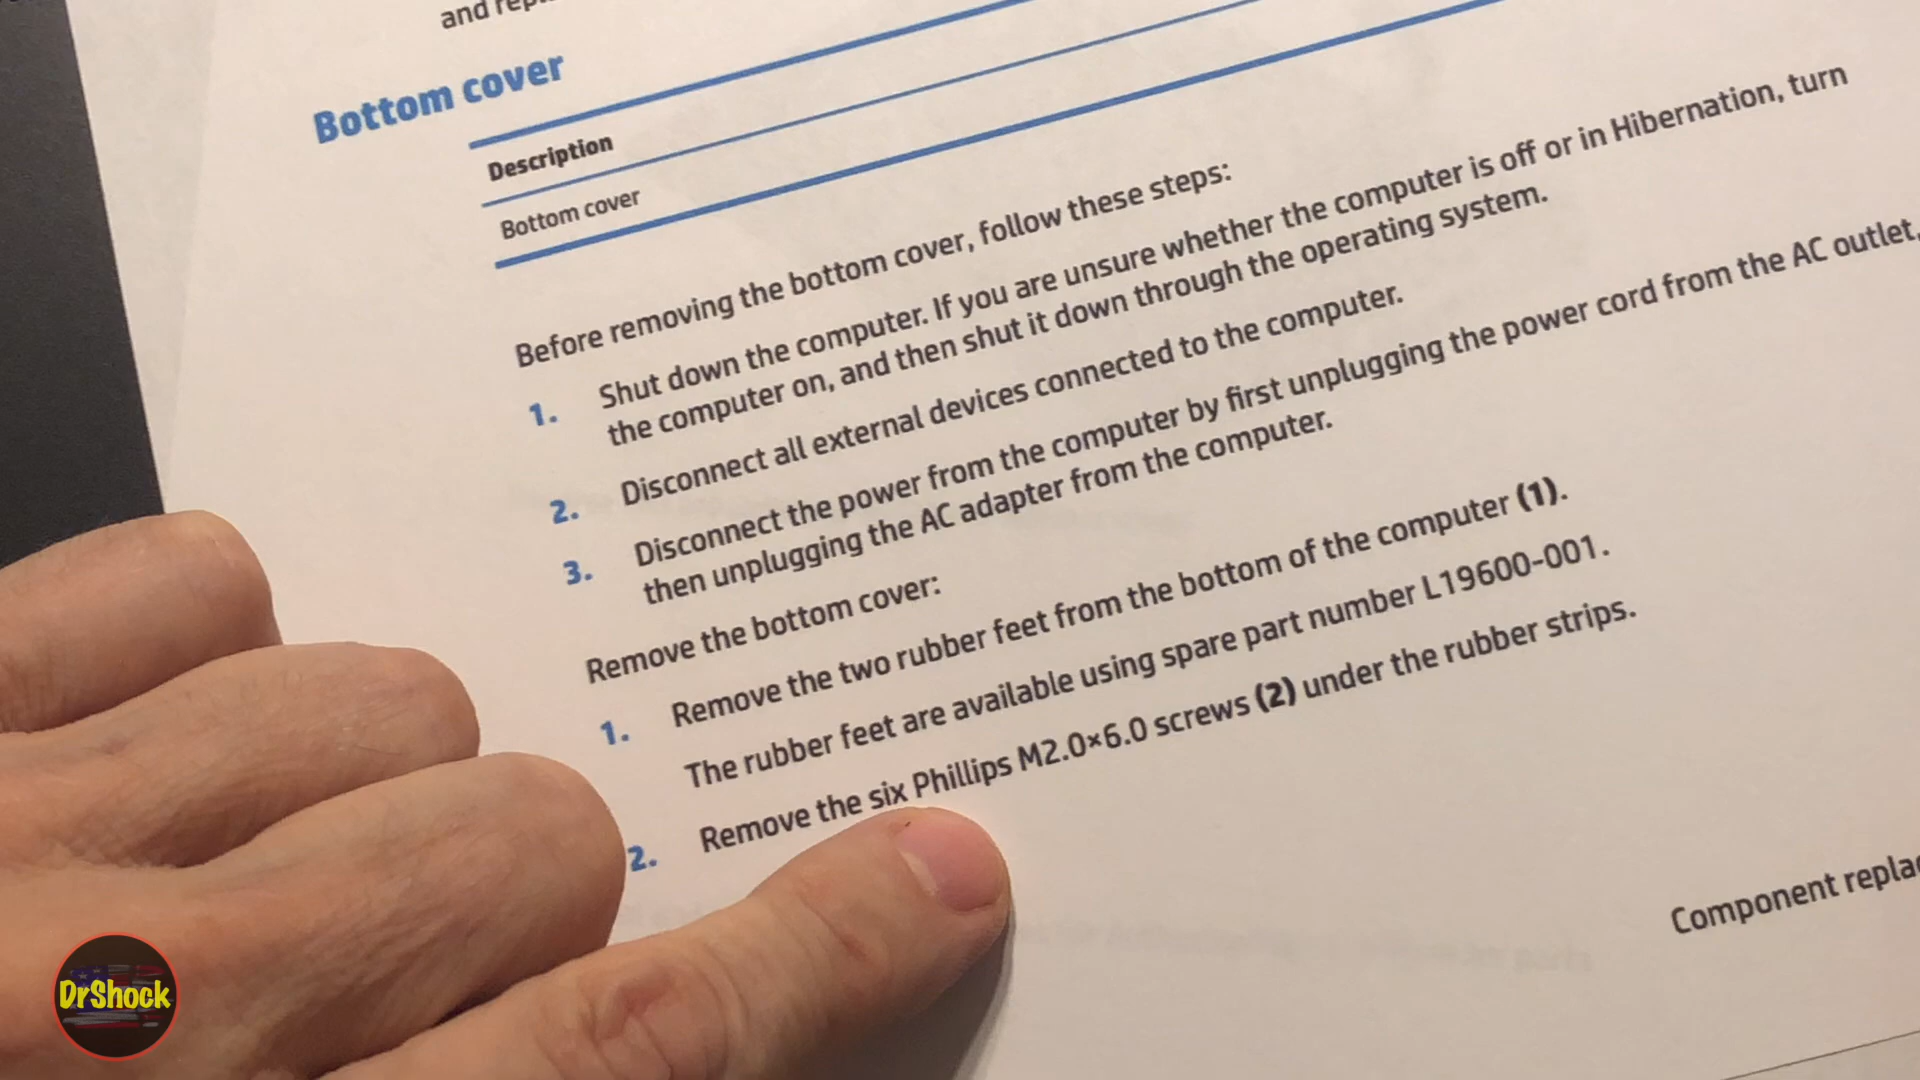 and
Bottom cover
Description
Bottom cover
Before removing the bottom cover, follow these steps:
1. Shut down the computer. If you are unsure whether the computer is off or in Hibernation, turn
the computer on, and then shut it down through the operating system.
2. Disconnect all external devices connected to the computer.
3. Disconnect the power from the computer by first unplugging the power cord from the AC outlet,
then unplugging the AC adapter from the computer.
Remove the bottom cover:
1. Remove the two rubber feet from the bottom of the computer (1).
The rubber feet are available using spare part number L19600-001.
2. Remove the six Phillips M2.0×6.0 screws (2) under the rubber strips.
Component
DrShock